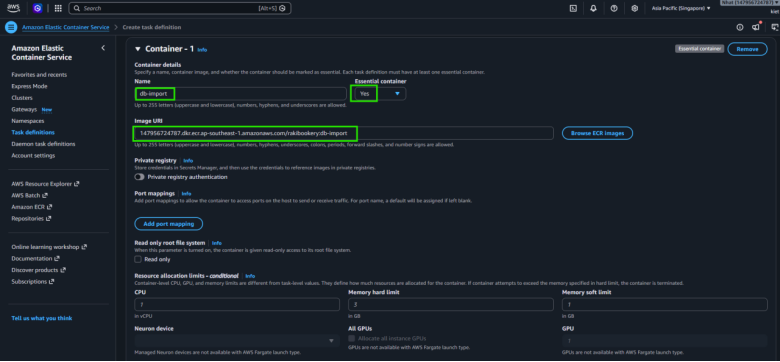 aws
Search
[Alt+S]
Asia Pacific (Singapore)
Nhat (147956724787)
Amazon Elastic Container Service
Create task definition
Amazon Elastic
Container Service
Favorites and recents
Express Mode
Clusters
Gateways New
Namespaces
Task definitions
Daemon task definitions
Account settings
AWS Resource Explorer
AWS Batch
Amazon ECR
Repositories
Online learning workshop
Documentation
Discover products
Subscriptions
Tell us what you think
Container - 1 Info
Essential container
Remove
Container details
Specify a name, container image, and whether the container should be marked as essential. Each task definition must have at least one essential container.
Name
Essential container
db-import
Yes
Up to 255 letters (uppercase and lowercase), numbers, hyphens, and underscores are allowed.
Image URI
147956724787.dkr.ecr.ap-southeast-1.amazonaws.com/rakibookery:db-import
Browse ECR images
Up to 255 letters (uppercase and lowercase), numbers, hyphens, underscores, colons, periods, forward slashes, and number signs are allowed.
Private registry Info
Store credentials in Secrets Manager, and then use the credentials to reference images in private registries.
Private registry authentication
Port mappings Info
Add port mappings to allow the container to access ports on the host to send or receive traffic. For port name, a default will be assigned if left blank.
Add port mapping
Read only root file system Info
When this parameter is turned on, the container is given read-only access to its root file system.
Read only
Resource allocation limits - conditional Info
Container-level CPU, GPU, and memory limits are different from task-level values. They define how much resources are allocated for the container. If container attempts to exceed the memory specified in hard limit, the container is terminated.
CPU
Memory hard limit
Memory soft limit
1
3
1
in vCPU
in GB
in GB
Neuron device
All GPUs
GPU
Allocate all instance GPUs
1
Managed Neuron devices are not available with AWS Fargate launch type.
GPUs are not available with AWS Fargate launch type.
GPUs are not available with AWS Fargate launch type.